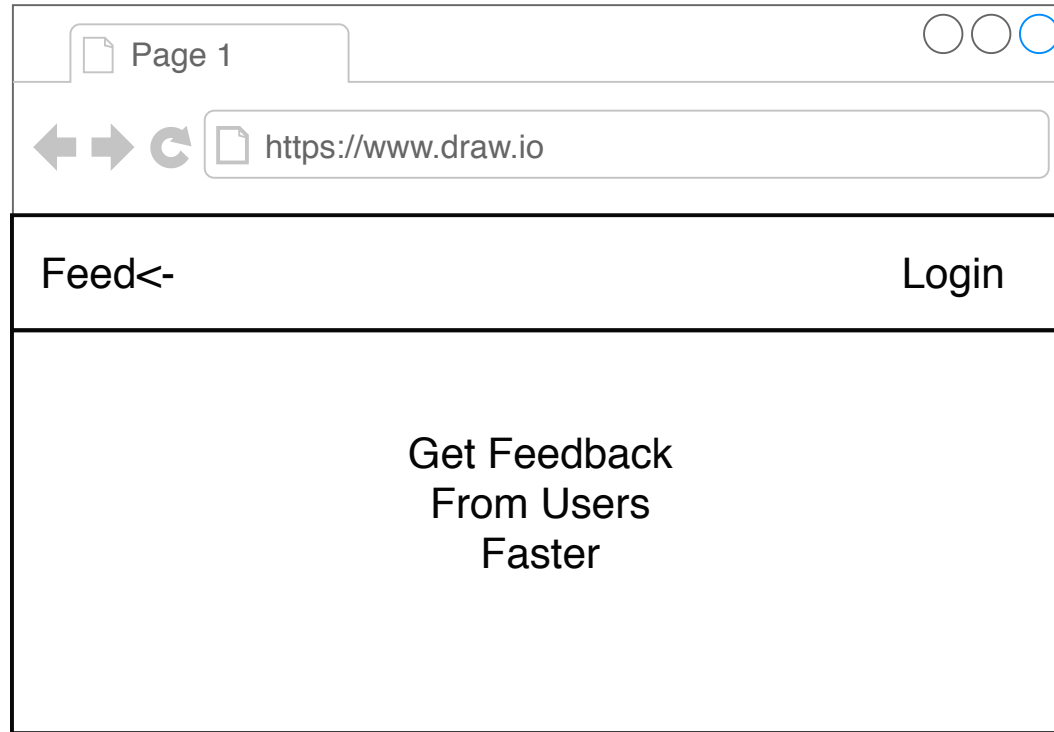 Page 1
https://www.draw.io
Feed<-
Login
Get Feedback
From Users
Faster